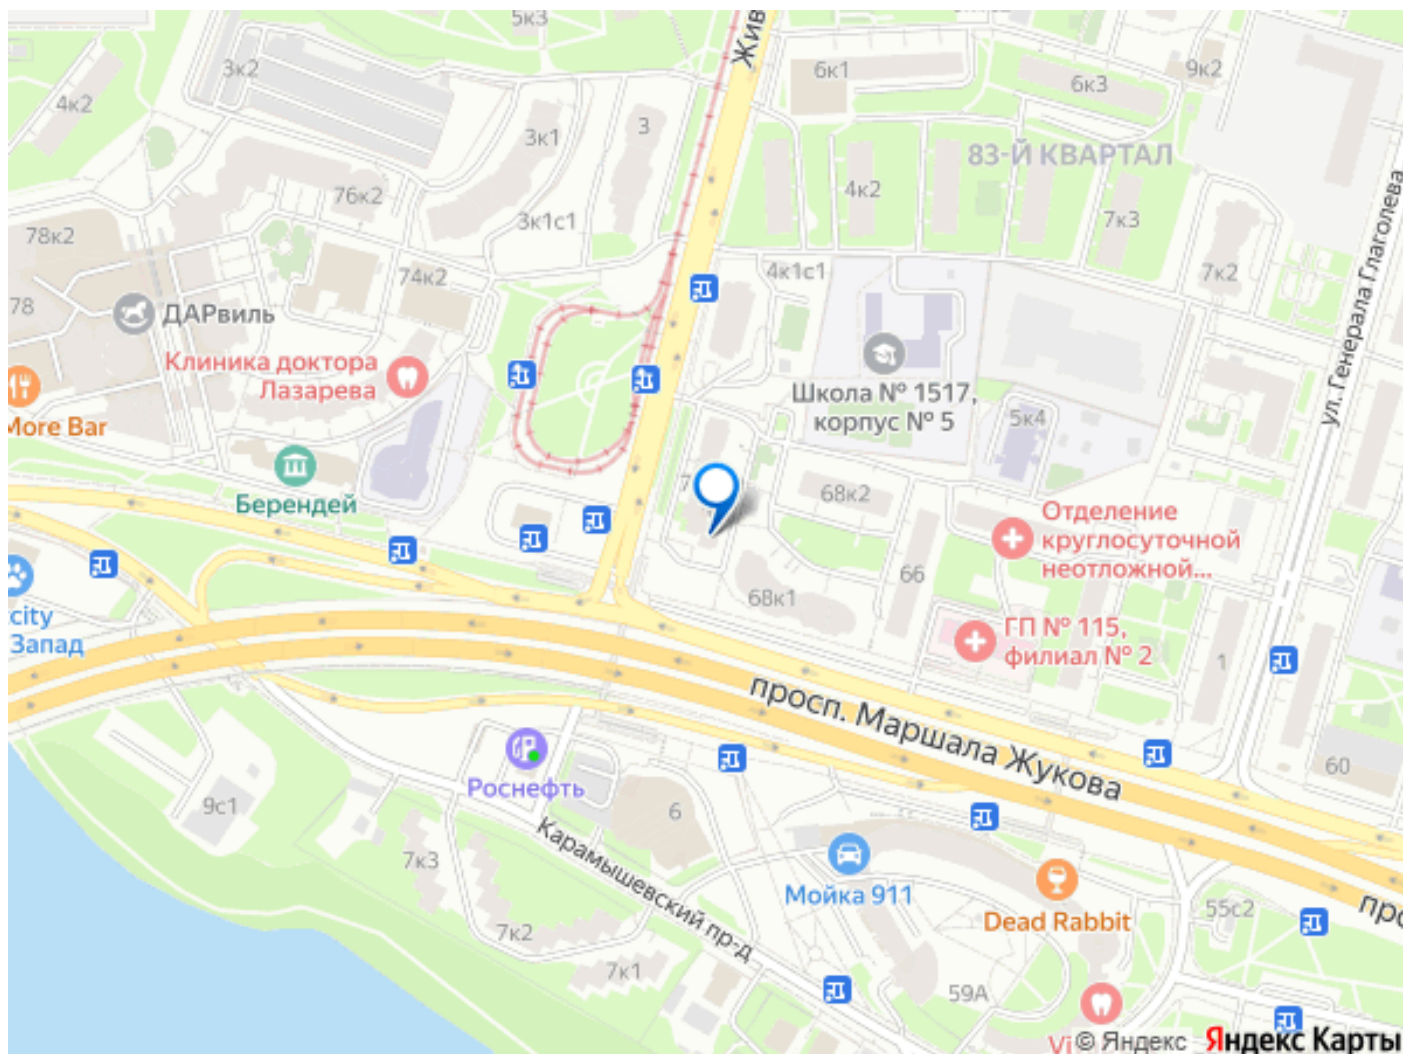 5к3
Жив
3к2
6к1
6к3
9к2
4к2
3к1
3
83-Й КВАРТАЛ
76к2
4к2
3к1с1
7к3
78к2
74к2
4к1с1
7к2
ул. Генерала Глаголева
78
ДАРвиль
Клиника доктора
Лазарева
Школа № 1517,
корпус № 5
5к4
More Bar
Берендей
7
68к2
Отделение
круглосуточной
неотложной...
66
68к1
city
Запад
ГП № 115,
филиал № 2
1
просп. Маршала Жукова
60
Роснефть
9с1
6
Карамышевский пр-д
7к3
Мойка 911
Dead Rabbit
55с2
про
7к2
7к1
59А
Vi
© Яндекс
Яндекс Карты